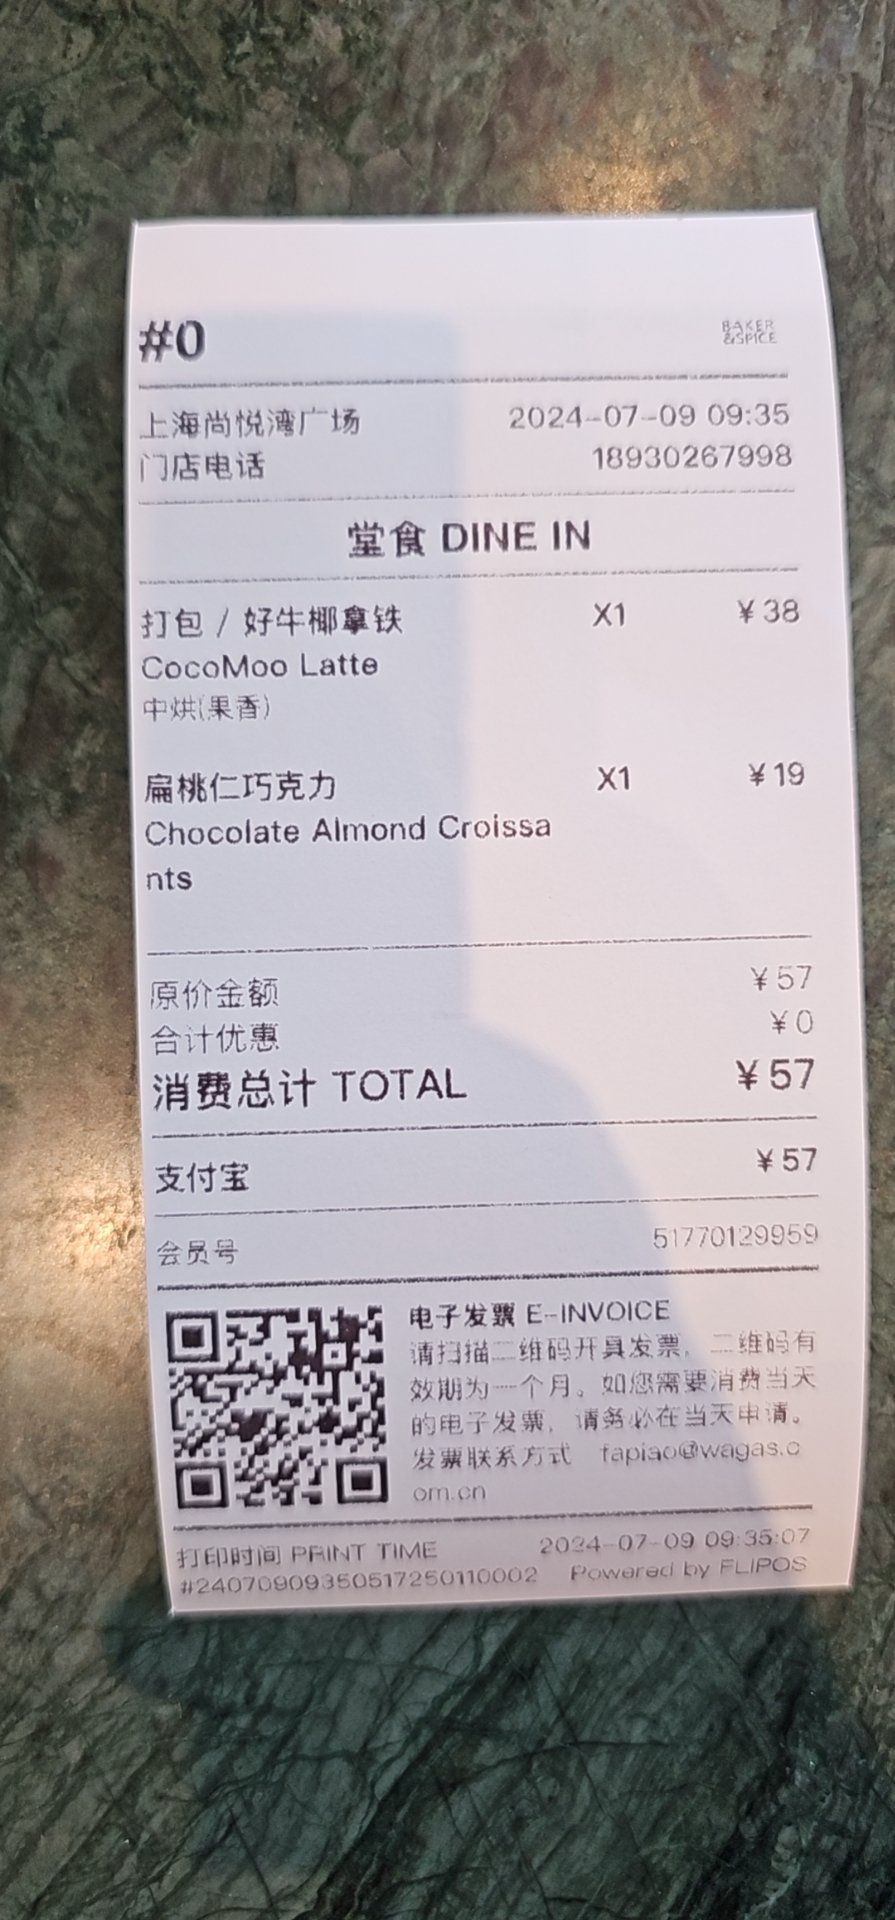 #0
BAKER
&SPICE
上海尚悦湾广场 2024-07-09 09:35
门店电话 18930267998
堂食 DINE IN
打包 / 好牛椰拿铁 X1 ¥38
CocoMoo Latte
中烘(果香)
扁桃仁巧克力 X1 ¥19
Chocolate Almond Croissa
nts
原价金额 ¥57
合计优惠 ¥0
消费总计 TOTAL ¥57
支付宝 ¥57
会员号 51770129959
电子发票 E-INVOICE
请扫描二维码开具发票，二维码有
效期为一个月。如您需要消费当天
的电子发票，请务必在当天申请。
发票联系方式 fapiao@wagas.c
om.cn
打印时间 PRINT TIME 2024-07-09 09:35:07
#240709093505172501100​02 Powered by FLIPOS